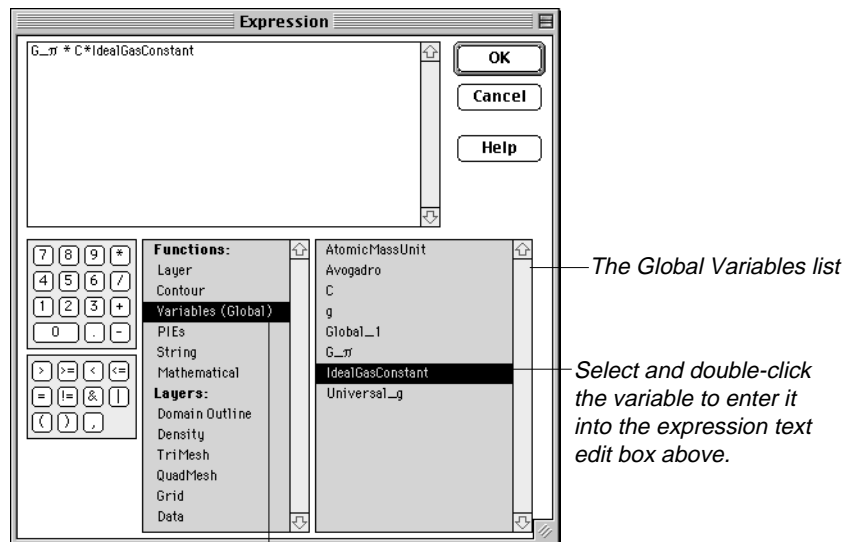 Expression
G_π * C*IdealGasConstant
OK
Cancel
Help
7 8 9 *
4 5 6 /
1 2 3 +
0 . -
> >= < <=
= != & |
( ) ,
Functions:
Layer
Contour
Variables (Global)
PIEs
String
Mathematical
Layers:
Domain Outline
Density
TriMesh
QuadMesh
Grid
Data
AtomicMassUnit
Avogadro
C
g
Global_1
G_π
IdealGasConstant
Universal_g
The Global Variables list
Select and double-click
the variable to enter it
into the expression text
edit box above.